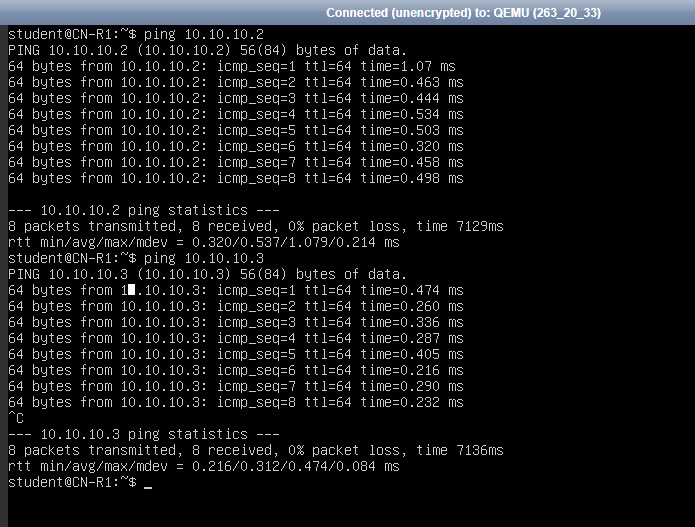 Connected (unencrypted) to: QEMU (263_20_33)
student@CN-R1:~$ ping 10.10.10.2
PING 10.10.10.2 (10.10.10.2) 56(84) bytes of data.
64 bytes from 10.10.10.2: icmp_seq=1 ttl=64 time=1.07 ms
64 bytes from 10.10.10.2: icmp_seq=2 ttl=64 time=0.463 ms
64 bytes from 10.10.10.2: icmp_seq=3 ttl=64 time=0.444 ms
64 bytes from 10.10.10.2: icmp_seq=4 ttl=64 time=0.534 ms
64 bytes from 10.10.10.2: icmp_seq=5 ttl=64 time=0.503 ms
64 bytes from 10.10.10.2: icmp_seq=6 ttl=64 time=0.320 ms
64 bytes from 10.10.10.2: icmp_seq=7 ttl=64 time=0.458 ms
64 bytes from 10.10.10.2: icmp_seq=8 ttl=64 time=0.498 ms
--- 10.10.10.2 ping statistics ---
8 packets transmitted, 8 received, 0% packet loss, time 7129ms
rtt min/avg/max/mdev = 0.320/0.537/1.079/0.214 ms
student@CN-R1:~$ ping 10.10.10.3
PING 10.10.10.3 (10.10.10.3) 56(84) bytes of data.
64 bytes from 1 .10.10.3: icmp_seq=1 ttl=64 time=0.474 ms
64 bytes from 10.10.10.3: icmp_seq=2 ttl=64 time=0.260 ms
64 bytes from 10.10.10.3: icmp_seq=3 ttl=64 time=0.336 ms
64 bytes from 10.10.10.3: icmp_seq=4 ttl=64 time=0.287 ms
64 bytes from 10.10.10.3: icmp_seq=5 ttl=64 time=0.405 ms
64 bytes from 10.10.10.3: icmp_seq=6 ttl=64 time=0.216 ms
64 bytes from 10.10.10.3: icmp_seq=7 ttl=64 time=0.290 ms
64 bytes from 10.10.10.3: icmp_seq=8 ttl=64 time=0.232 ms
^C
--- 10.10.10.3 ping statistics ---
8 packets transmitted, 8 received, 0% packet loss, time 7136ms
rtt min/avg/max/mdev = 0.216/0.312/0.474/0.084 ms
student@CN-R1:~$ _